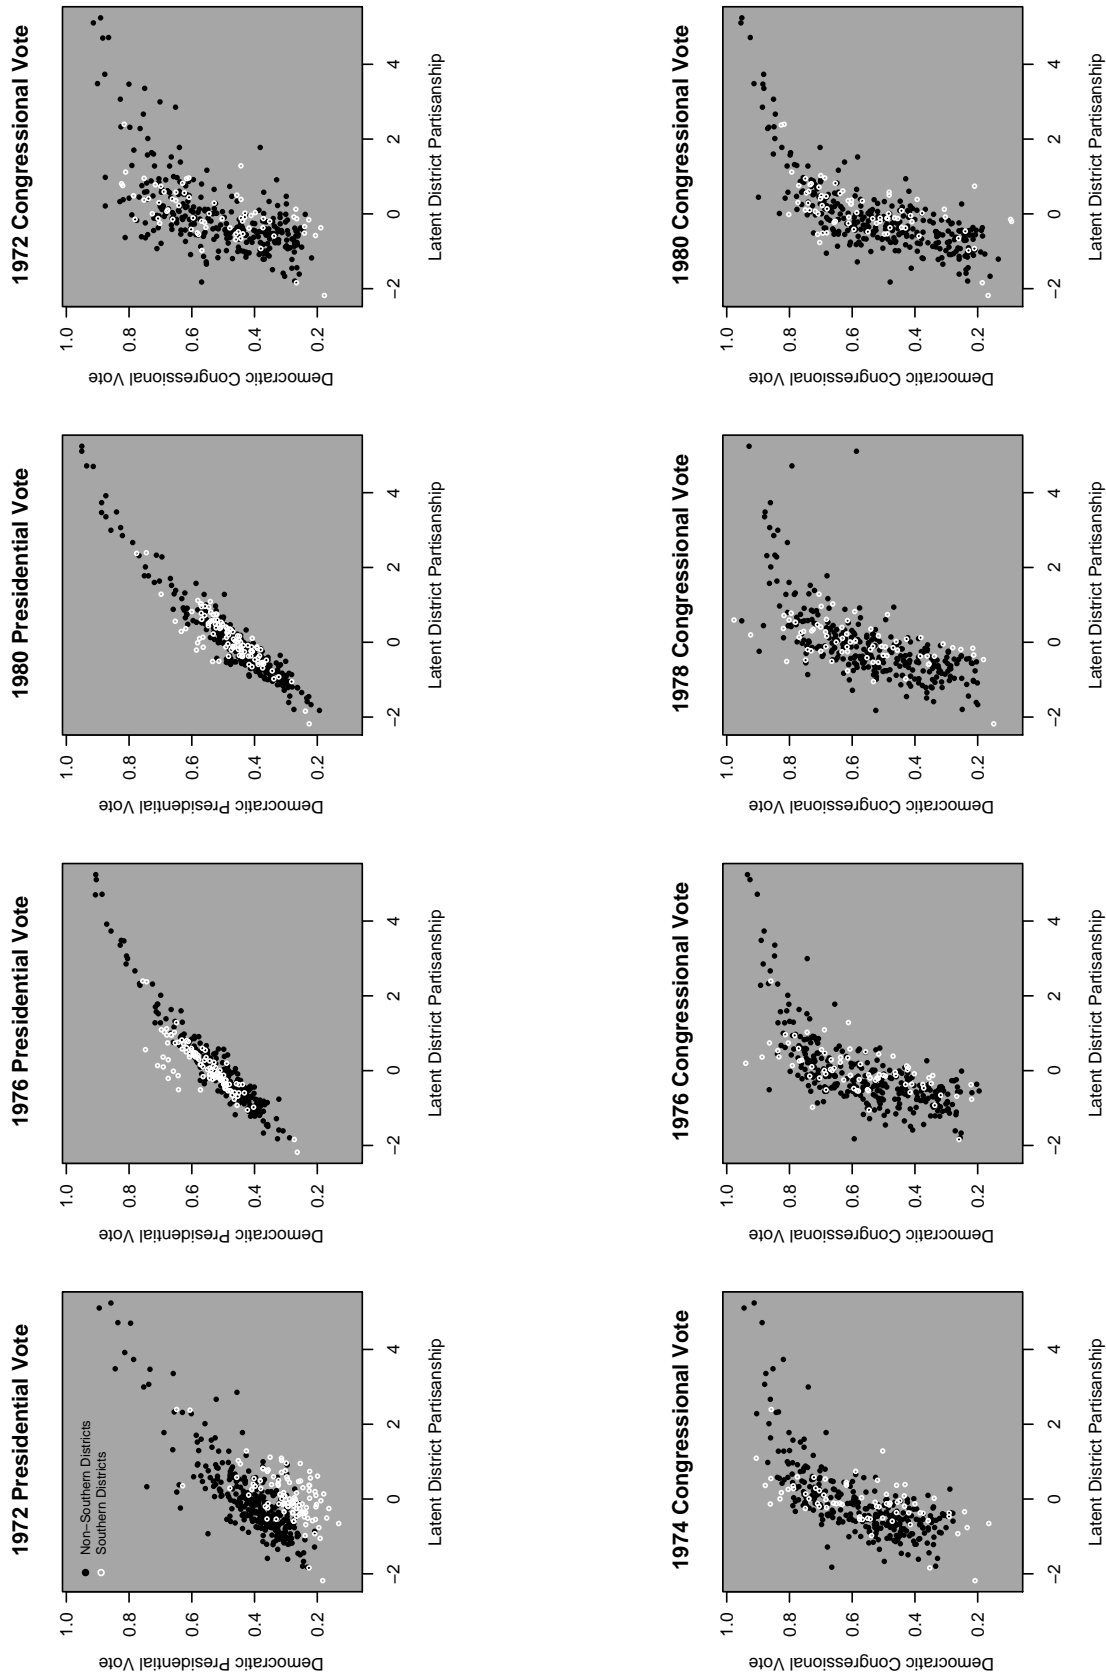 1972 Presidential Vote
Non−Southern Districts
Southern Districts
Democratic Presidential Vote
1.0
0.8
0.6
0.4
0.2
−2 0 2 4
Latent District Partisanship
1976 Presidential Vote
Democratic Presidential Vote
1.0
0.8
0.6
0.4
0.2
−2 0 2 4
Latent District Partisanship
1980 Presidential Vote
Democratic Presidential Vote
1.0
0.8
0.6
0.4
0.2
−2 0 2 4
Latent District Partisanship
1972 Congressional Vote
Democratic Congressional Vote
1.0
0.8
0.6
0.4
0.2
−2 0 2 4
Latent District Partisanship
1974 Congressional Vote
Democratic Congressional Vote
1.0
0.8
0.6
0.4
0.2
−2 0 2 4
Latent District Partisanship
1976 Congressional Vote
Democratic Congressional Vote
1.0
0.8
0.6
0.4
0.2
−2 0 2 4
Latent District Partisanship
1978 Congressional Vote
Democratic Congressional Vote
1.0
0.8
0.6
0.4
0.2
−2 0 2 4
Latent District Partisanship
1980 Congressional Vote
Democratic Congressional Vote
1.0
0.8
0.6
0.4
0.2
−2 0 2 4
Latent District Partisanship